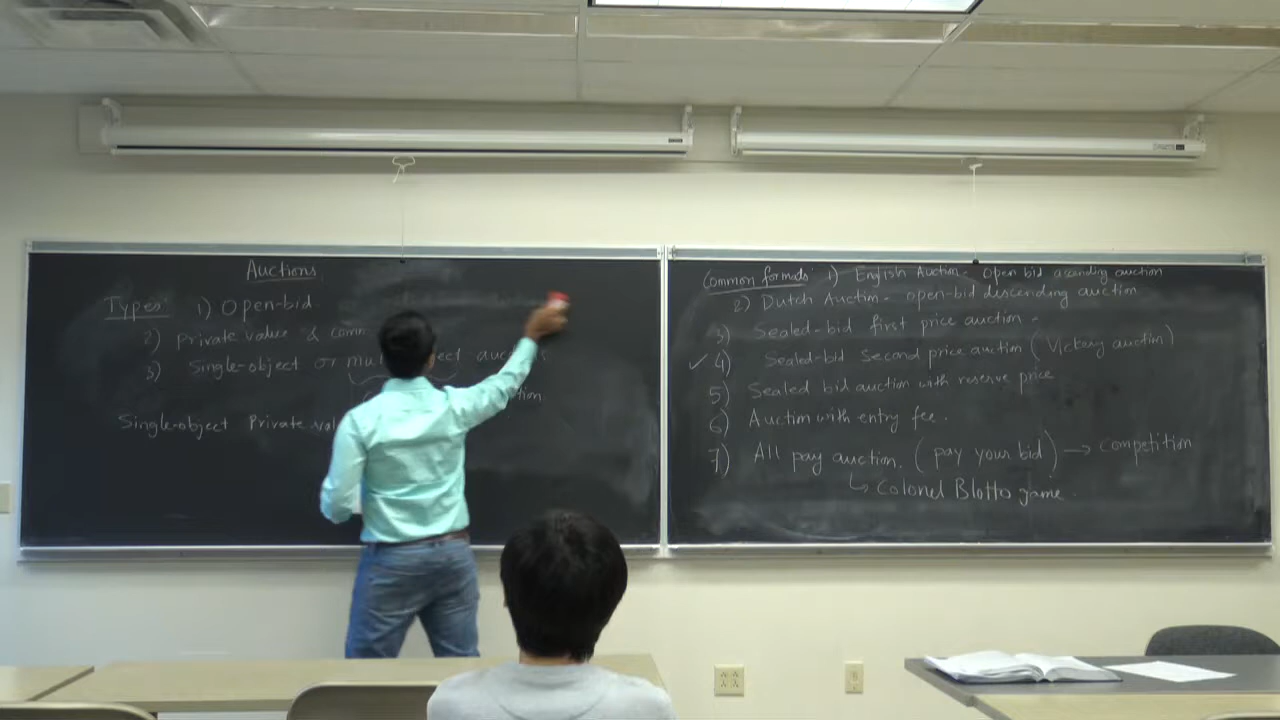 Auctions
Types: 1) Open-bid
2) Private value &
3) Single-object or
Single-object Private
Common formats: 1) English Auction - Open bid ascending auction
2) Dutch Auction - open-bid descending auction
3) Sealed-bid first price auction -
✓ 4) Sealed-bid Second price auction (Vickery auction)
5) Sealed bid auction with reserve price
6) Auction with entry fee.
7) All pay auction. (pay your bid) → competition
↳ Colonel Blotto game.